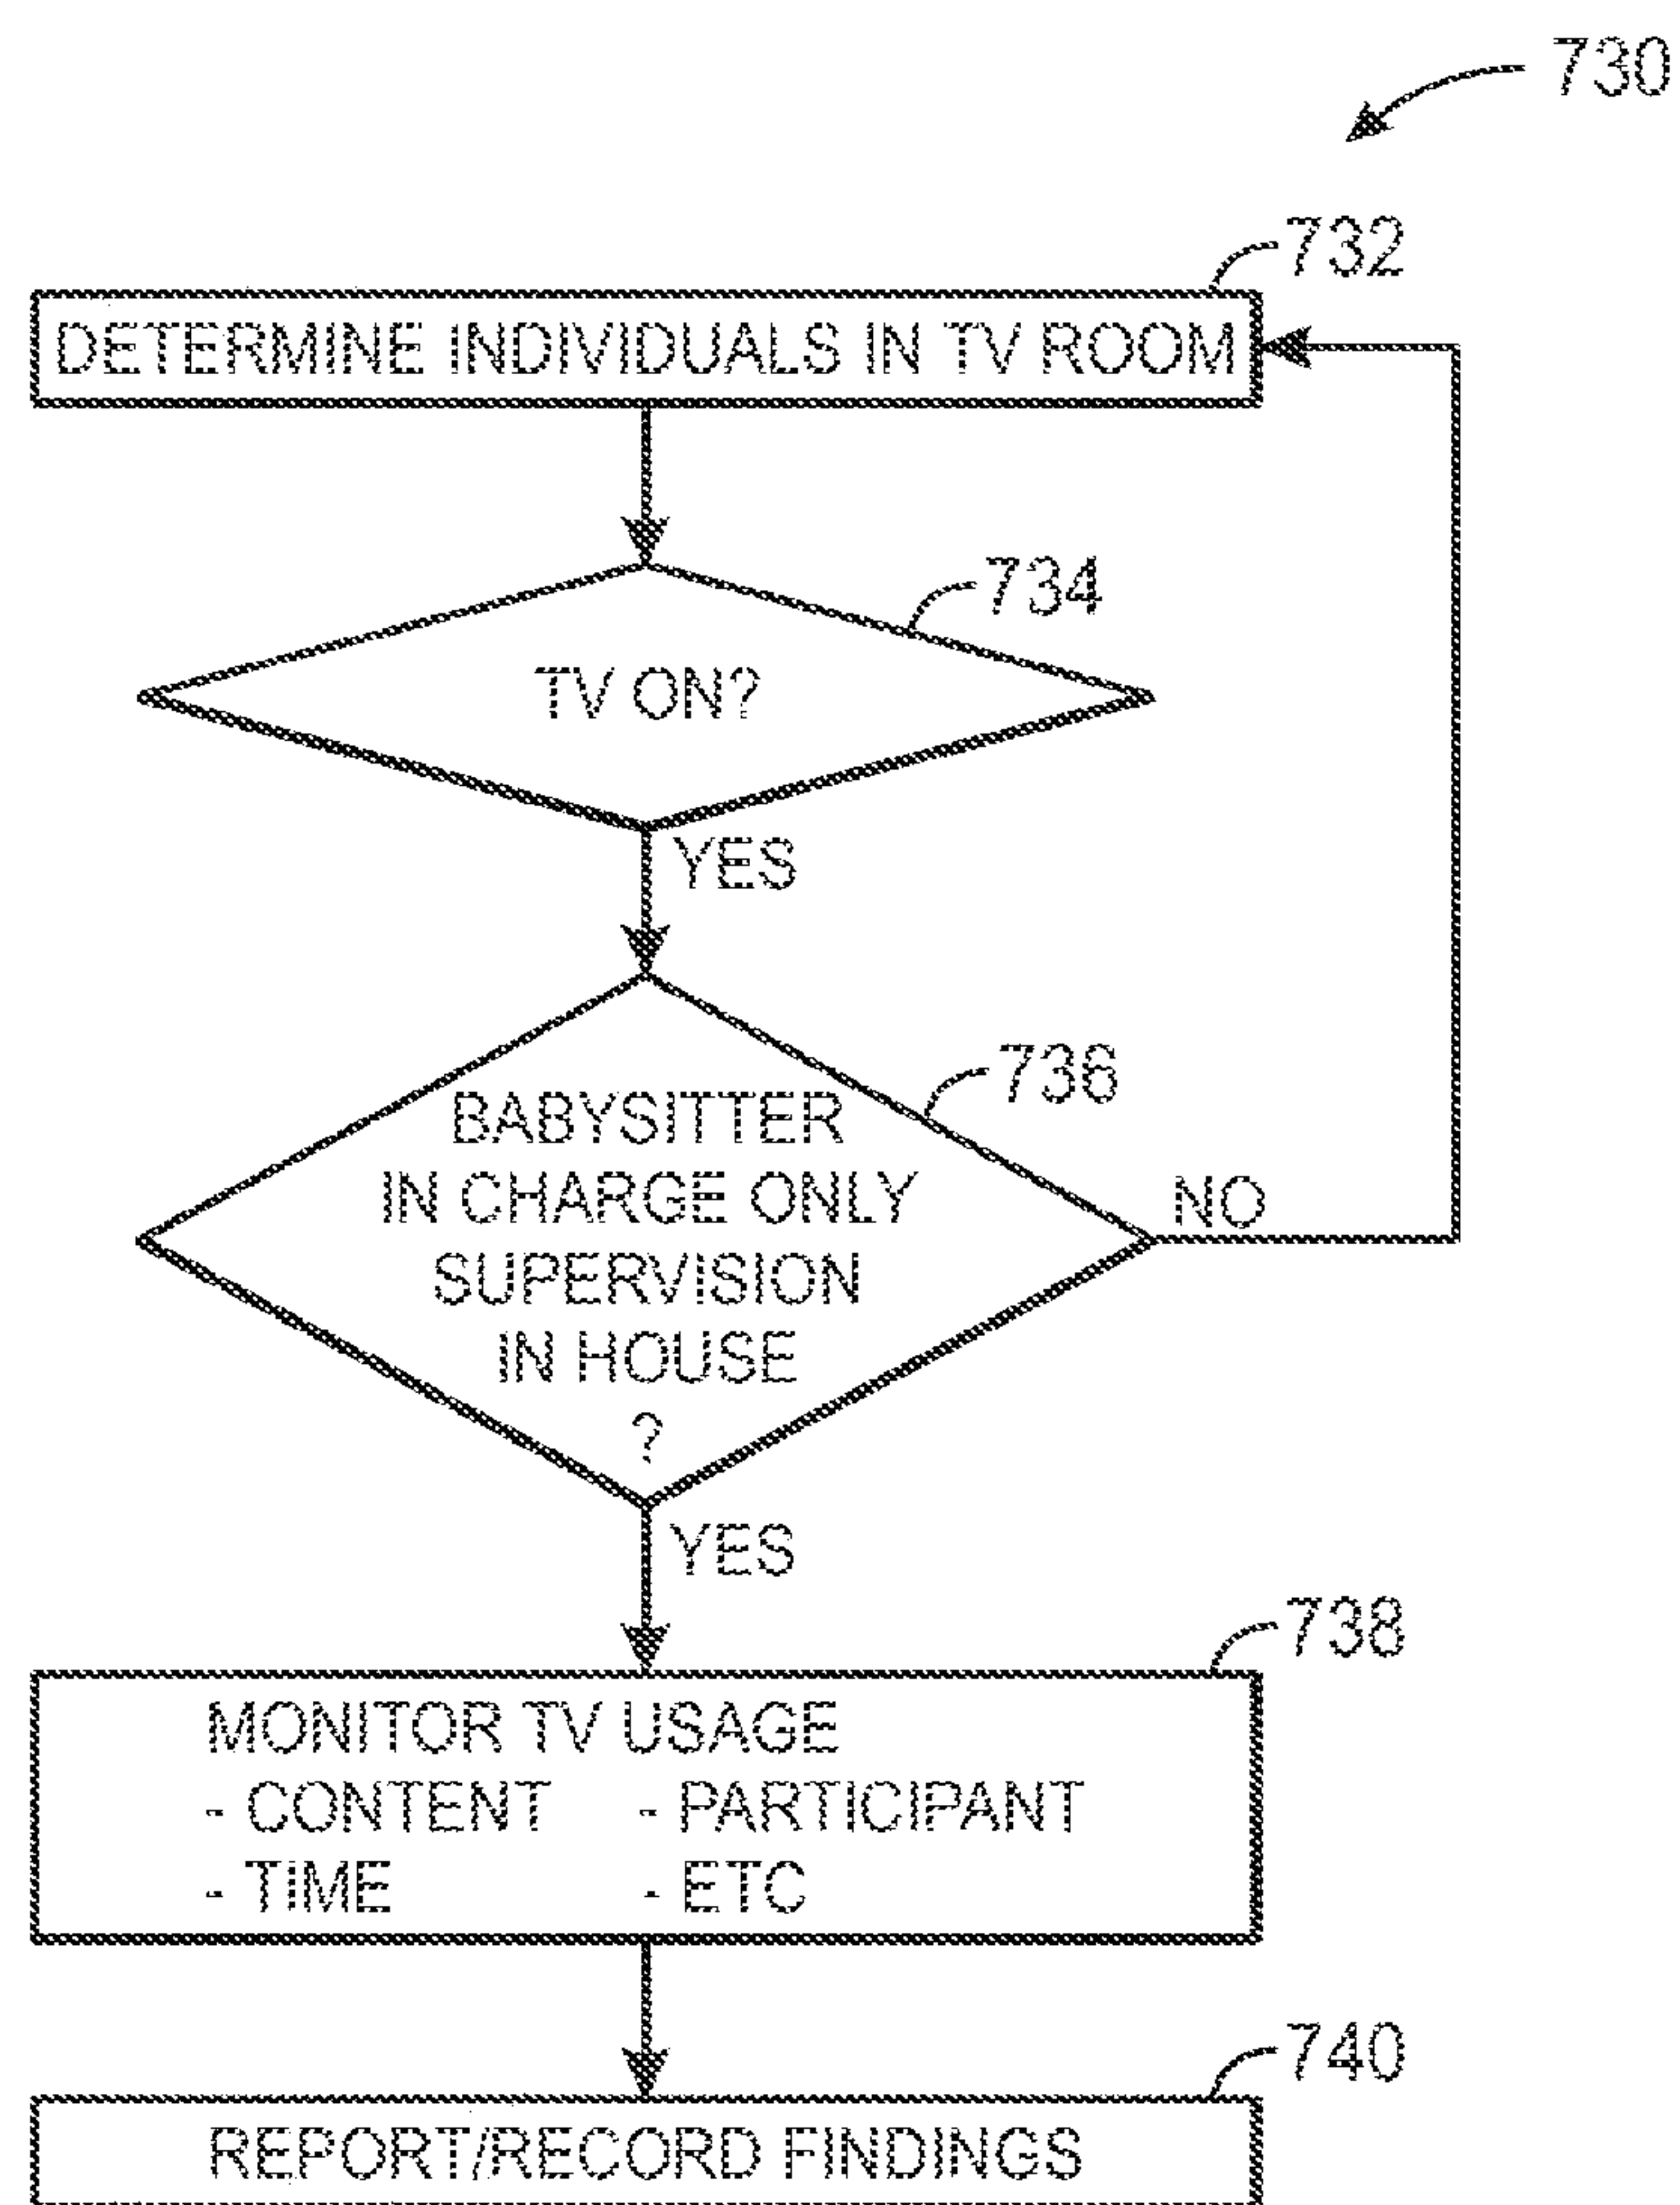 730
732
DETERMINE INDIVIDUALS IN TV ROOM
734
TV ON?
YES
736
BABYSITTER
IN CHARGE ONLY
SUPERVISION
IN HOUSE
?
NO
YES
738
MONITOR TV USAGE
- CONTENT - PARTICIPANT
- TIME - ETC
740
REPORT/RECORD FINDINGS